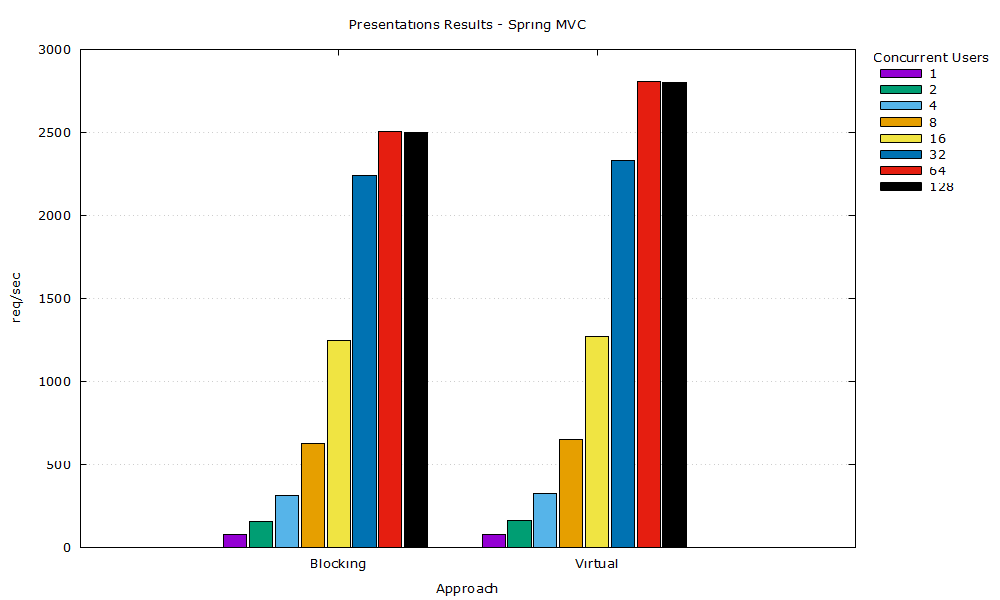 Presentations Results - Spring MVC
3000
2500
2000
1500
1000
500
0
req/sec
Blocking
Virtual
Approach
Concurrent Users
1
2
4
8
16
32
64
128